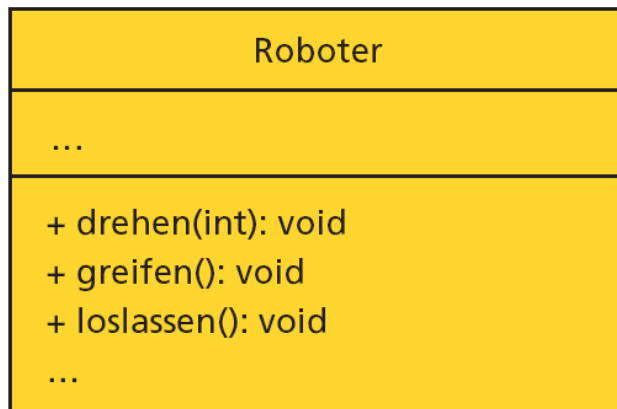 Roboter
...
+ drehen(int): void
+ greifen(): void
+ loslassen(): void
...